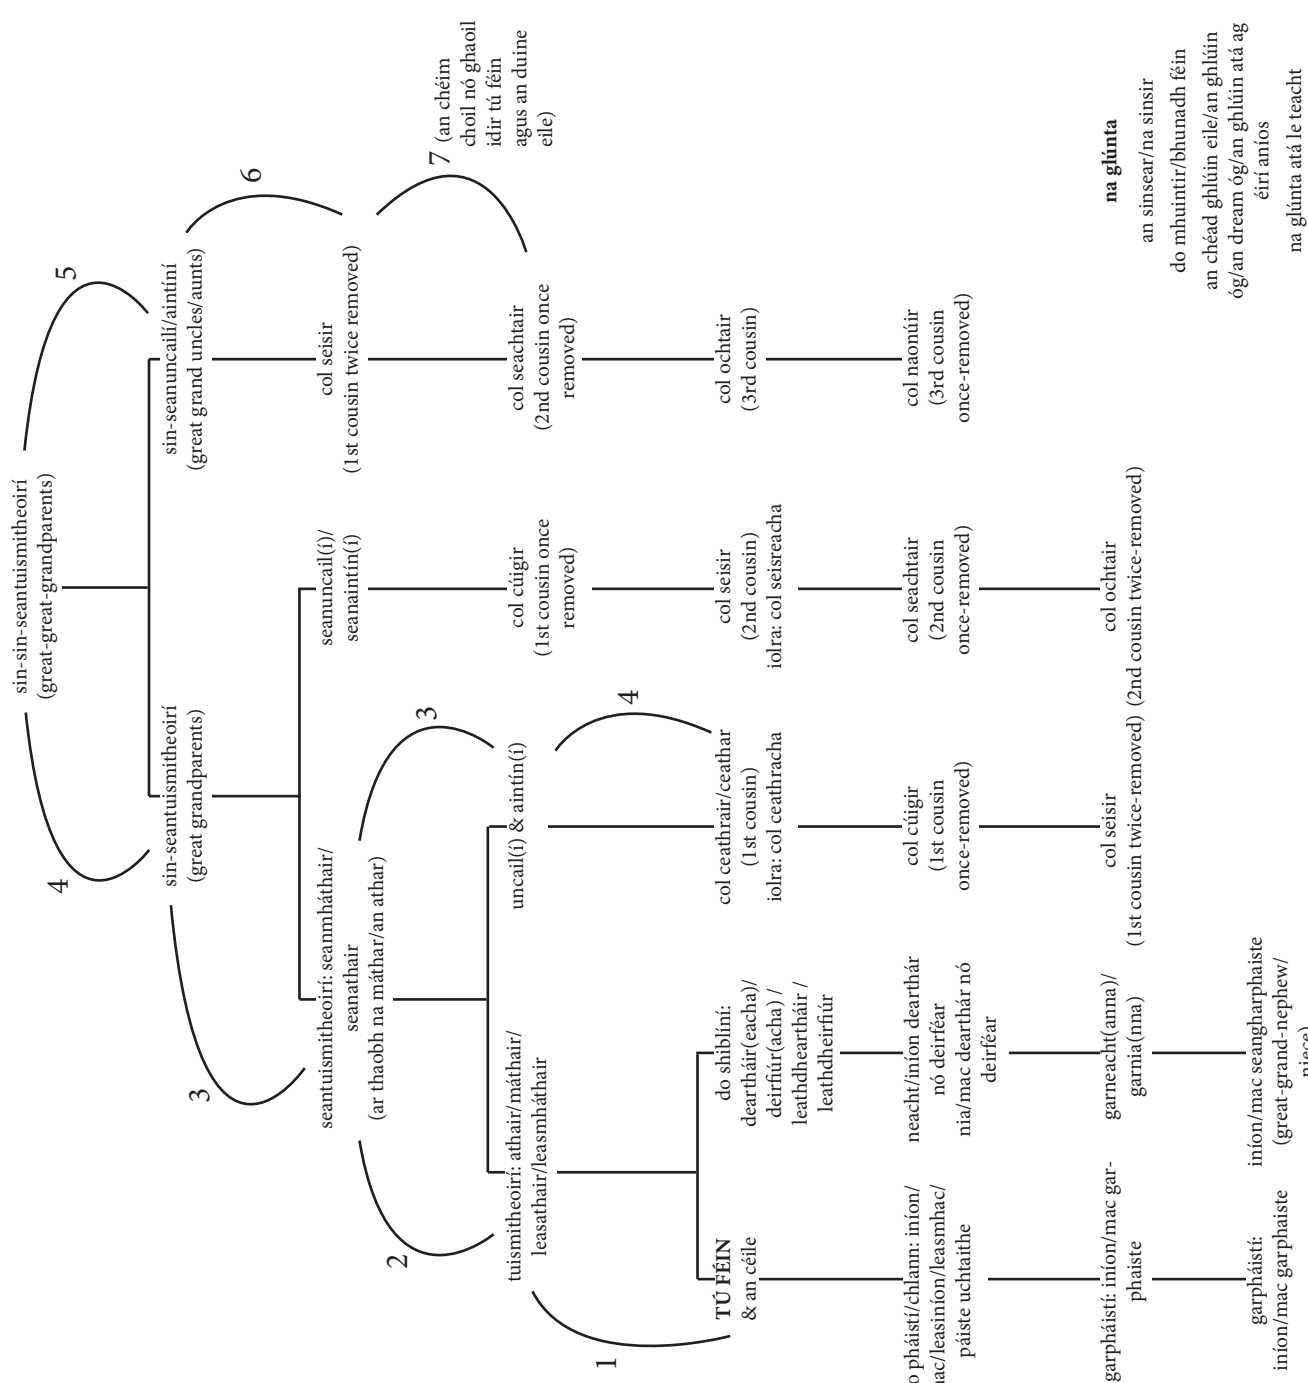 sin-sin-seantuismitheoirí
(great-great-grandparents)
4
5
sin-seantuismitheoirí
(great grandparents)
sin-seanuncailí/aintíní
(great grand uncles/aunts)
3
6
seantuismitheoirí: seanmháthair/
seanathair
(ar thaobh na máthar/an athar)
seanuncail(í)/
seanaintín(í)
col seisir
(1st cousin twice removed)
2
3
7 (an chéim
choil nó ghaoil
idir tú féin
agus an duine
eile)
tuismitheoirí: athair/máthair/
leasathair/leasmháthair
uncail(í) & aintín(í)
col cúigir
(1st cousin once
removed)
col seachtair
(2nd cousin once
removed)
1
4
TÚ FÉIN
& an céile
do shiblíní:
deartháir(eacha)/
deirfiúr(acha) /
leathdheartháir /
leathdheirfiúr
col ceathrair/ceathar
(1st cousin)
iolra: col ceathracha
col seisir
(2nd cousin)
iolra: col seisreacha
col ochtair
(3rd cousin)
pháistí/chlann: iníon/
leasiníon/leasmhac/
páiste uchtaithe
neacht/iníon dearthár
nó deirféar
nia/mac dearthár nó
deirféar
col cúigir
(1st cousin
once-removed)
col seachtair
(2nd cousin
once-removed)
col naonúir
(3rd cousin
once-removed)
garpháistí: iníon/mac gar-
phaiste
garneacht(anna)/
garnia(nna)
col seisir
(1st cousin twice-removed)
col ochtair
(2nd cousin twice-removed)
garpháistí:
iníon/mac garphaiste
iníon/mac seangharphaiste
(great-grand-nephew/
niece)
na glúnta
an sinsear/na sinsir
do mhuintir/bhunadh féin
an chéad ghlúin eile/an ghlúin
óg/an dream óg/an ghlúin atá ag
éirí aníos
na glúnta atá le teacht